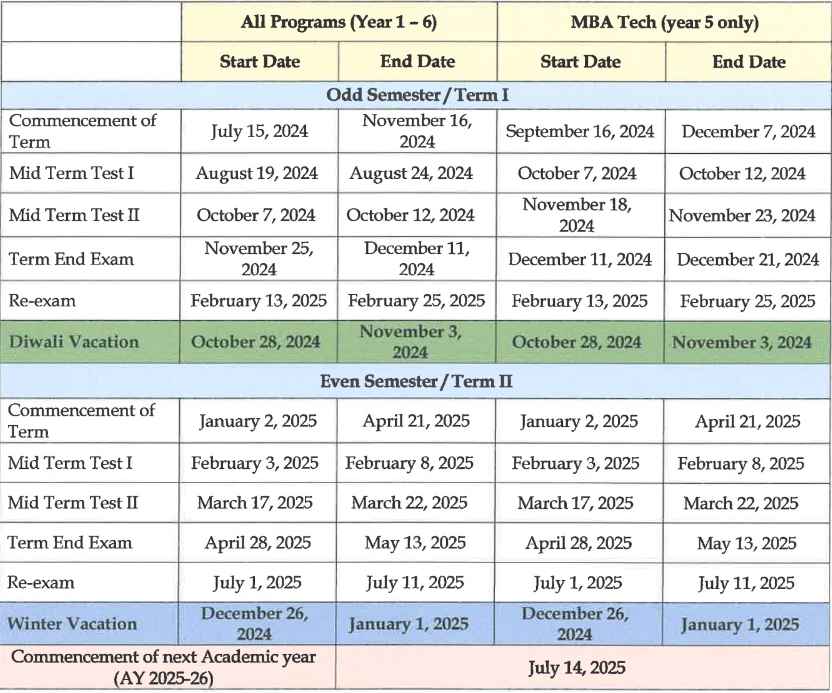 All Programs (Year 1 – 6) MBA Tech (year 5 only)
Start Date End Date Start Date End Date
Odd Semester / Term I
Commencement of Term July 15, 2024 November 16, 2024 September 16, 2024 December 7, 2024
Mid Term Test I August 19, 2024 August 24, 2024 October 7, 2024 October 12, 2024
Mid Term Test II October 7, 2024 October 12, 2024 November 18, 2024 November 23, 2024
Term End Exam November 25, 2024 December 11, 2024 December 11, 2024 December 21, 2024
Re-exam February 13, 2025 February 25, 2025 February 13, 2025 February 25, 2025
Diwali Vacation October 28, 2024 November 3, 2024 October 28, 2024 November 3, 2024
Even Semester / Term II
Commencement of Term January 2, 2025 April 21, 2025 January 2, 2025 April 21, 2025
Mid Term Test I February 3, 2025 February 8, 2025 February 3, 2025 February 8, 2025
Mid Term Test II March 17, 2025 March 22, 2025 March 17, 2025 March 22, 2025
Term End Exam April 28, 2025 May 13, 2025 April 28, 2025 May 13, 2025
Re-exam July 1, 2025 July 11, 2025 July 1, 2025 July 11, 2025
Winter Vacation December 26, 2024 January 1, 2025 December 26, 2024 January 1, 2025
Commencement of next Academic year (AY 2025-26) July 14, 2025